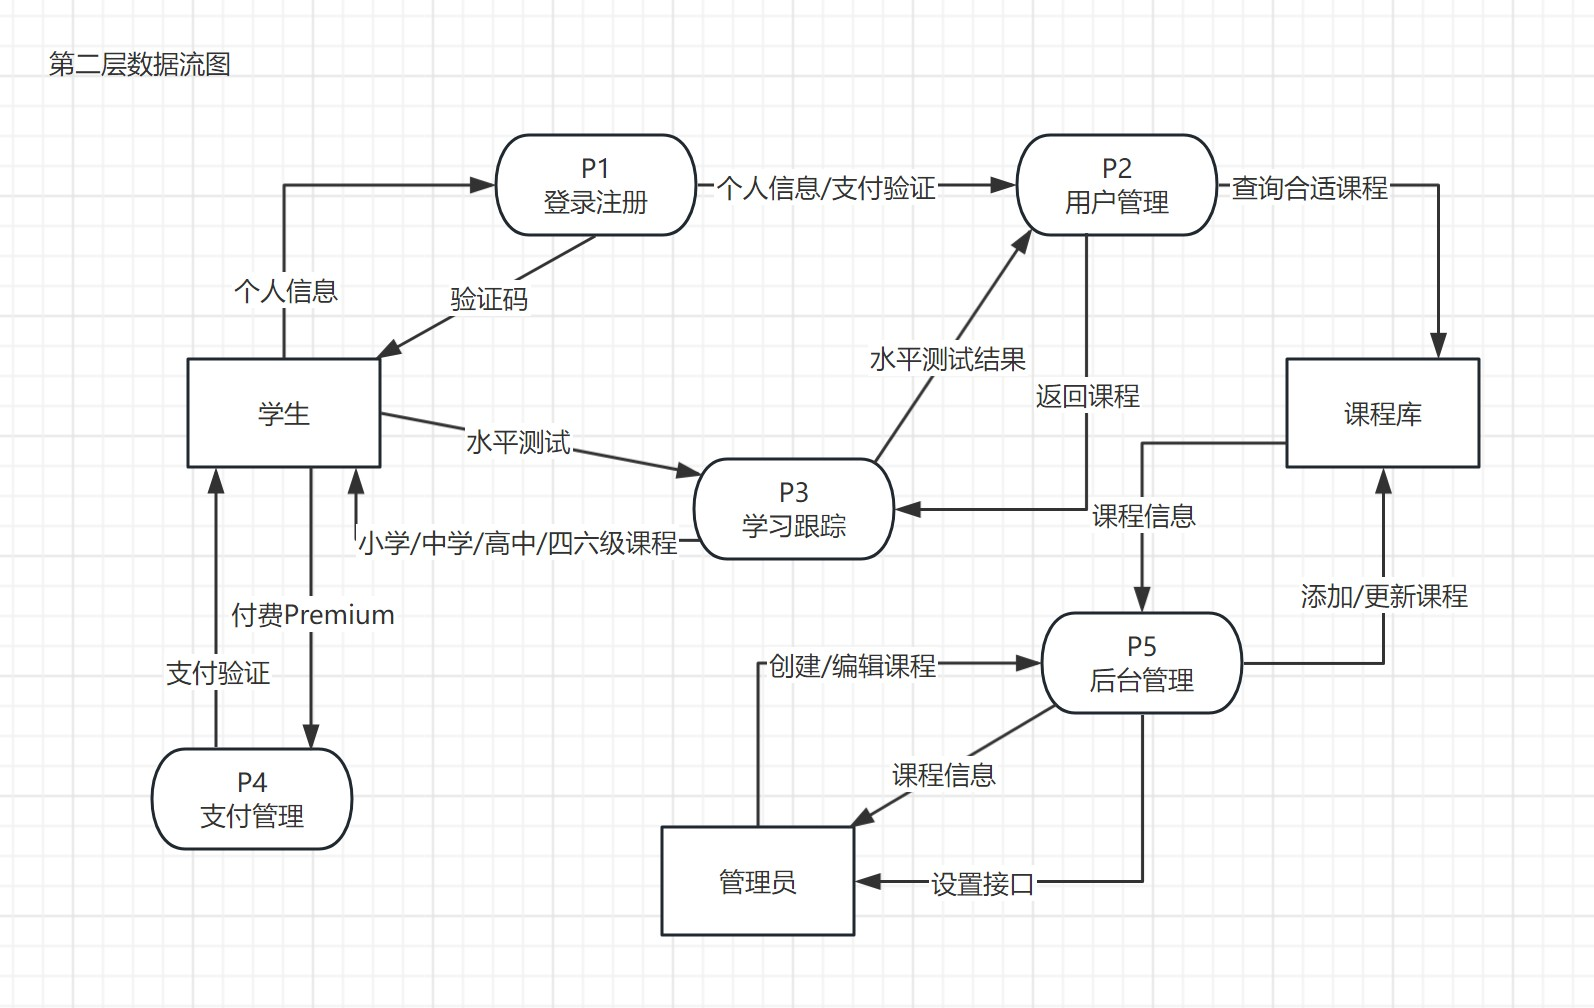 第二层数据流图
P1
登录注册
个人信息/支付验证
P2
用户管理
查询合适课程
个人信息
验证码
水平测试结果
返回课程
学生
课程库
水平测试
P3
学习跟踪
课程信息
小学/中学/高中/四六级课程
添加/更新课程
付费Premium
支付验证
创建/编辑课程
P5
后台管理
P4
支付管理
课程信息
管理员
设置接口